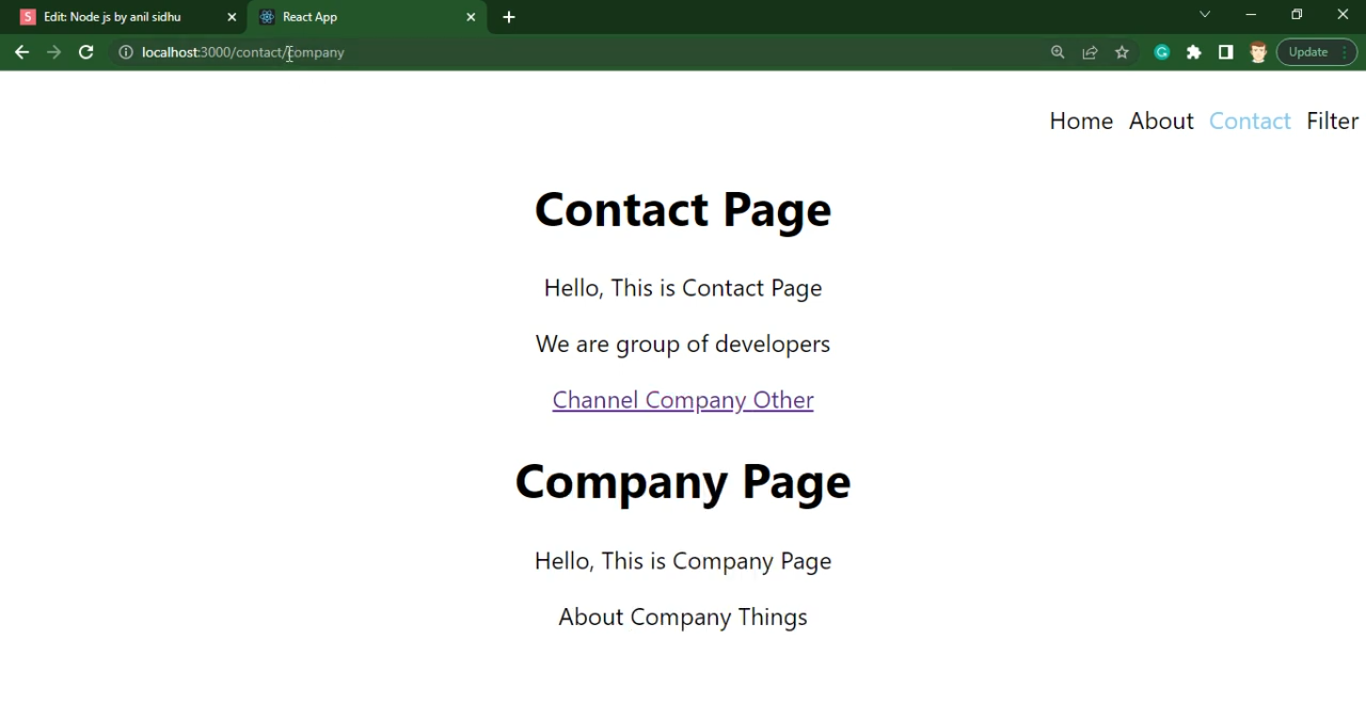 Edit: Node js by anil sidhu
React App
localhost:3000/contact/company
Update
Home About Contact Filter
Contact Page
Hello, This is Contact Page
We are group of developers
Channel Company Other
Company Page
Hello, This is Company Page
About Company Things